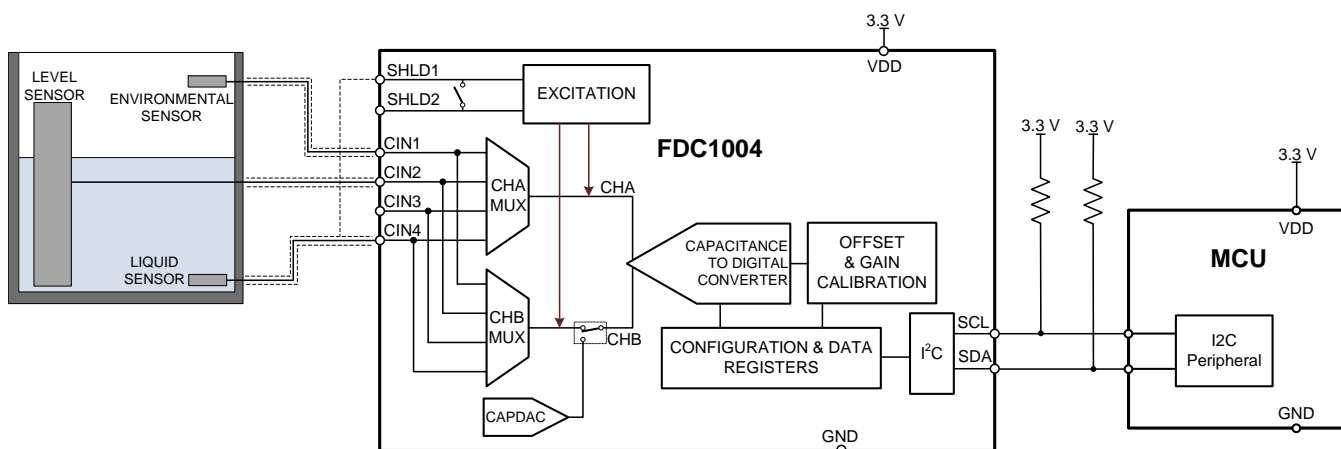 3.3 V
VDD
LEVEL
SENSOR
ENVIRONMENTAL
SENSOR
LIQUID
SENSOR
SHLD1
SHLD2
CIN1
CIN2
CIN3
CIN4
EXCITATION
FDC1004
CHA
MUX
CHA
CHB
MUX
CHB
CAPDAC
CAPACITANCE
TO DIGITAL
CONVERTER
OFFSET
& GAIN
CALIBRATION
CONFIGURATION & DATA
REGISTERS
I²C
SCL
SDA
GND
3.3 V
3.3 V
3.3 V
VDD
MCU
I2C
Peripheral
GND